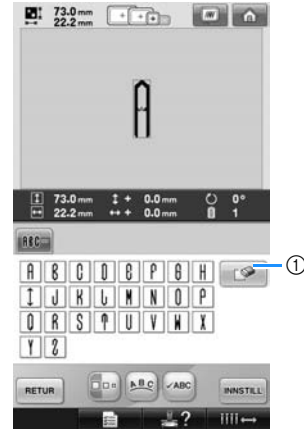 73.0 mm
22.2 mm
A
73.0 mm + 0.0 mm 0°
22.2 mm + 0.0 mm 1
ABC
A B C D E F G H
I J K L M N O P
Q R S T U V W X
Y Z
①
ABC ABC
RETUR INNSTILL
?